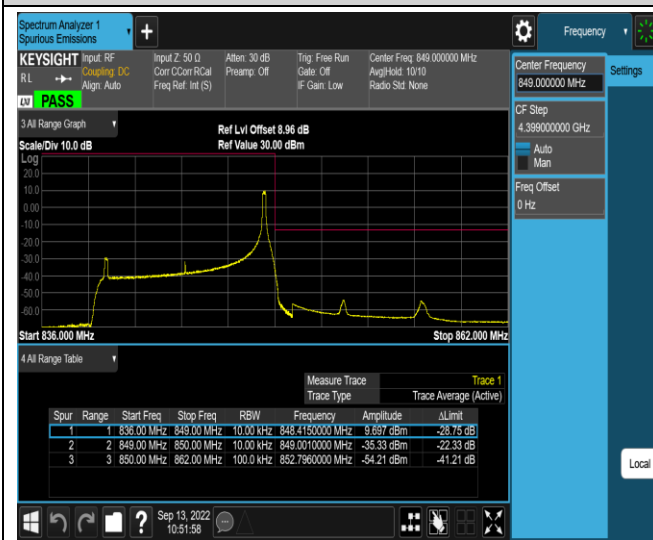 Spectrum Analyzer 1
Spurious Emissions
+
Frequency
KEYSIGHT Input: RF Input Z: 50 Ω Atten: 30 dB Trig: Free Run Center Freq: 849.000000 MHz
R L Coupling: DC Corr CCorr RCal Preamp: Off Gate: Off Avg|Hold: 10/10
Align: Auto Freq Ref: Int (S) IF Gain: Low Radio Std: None
LXI PASS
Center Frequency
849.000000 MHz
Settings
CF Step
4.399000000 GHz
Auto
Man
Freq Offset
0 Hz
3 All Range Graph
Ref Lvl Offset 8.96 dB
Scale/Div 10.0 dB Ref Value 30.00 dBm
Log
20.0
10.0
0.00
-10.0
-20.0
-30.0
-40.0
-50.0
-60.0
Start 836.000 MHz Stop 862.000 MHz
4 All Range Table
Measure Trace Trace 1
Trace Type Trace Average (Active)
Spur Range Start Freq Stop Freq RBW Frequency Amplitude ΔLimit
1 1 836.00 MHz 849.00 MHz 10.00 kHz 848.4150000 MHz 9.697 dBm -28.75 dB
2 2 849.00 MHz 850.00 MHz 10.00 kHz 849.0010000 MHz -35.33 dBm -22.33 dB
3 3 850.00 MHz 862.00 MHz 100.0 kHz 852.7960000 MHz -54.21 dBm -41.21 dB
Local
?
Sep 13, 2022
10:51:58